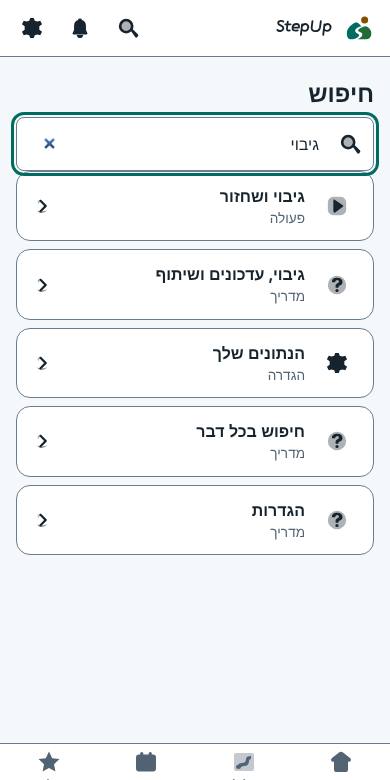 StepUp
חיפוש
גיבוי
גיבוי ושחזור
פעולה
גיבוי, עדכונים ושיתוף
מדריך
הנתונים שלך
הגדרה
חיפוש בכל דבר
מדריך
הגדרות
מדריך